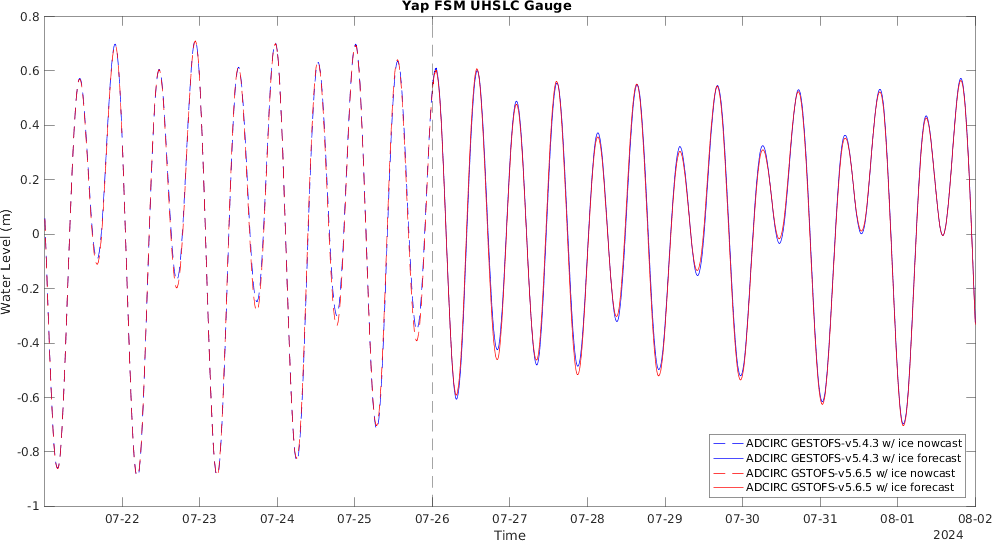 Yap FSM UHSLC Gauge
0.8
0.6
0.4
0.2
0
-0.2
-0.4
-0.6
-0.8
-1
Water Level (m)
ADCIRC GESTOFS-v5.4.3 w/ ice nowcast
ADCIRC GESTOFS-v5.4.3 w/ ice forecast
ADCIRC GSTOFS-v5.6.5 w/ ice nowcast
ADCIRC GSTOFS-v5.6.5 w/ ice forecast
07-22 07-23 07-24 07-25 07-26 07-27 07-28 07-29 07-30 07-31 08-01 08-02
Time
2024